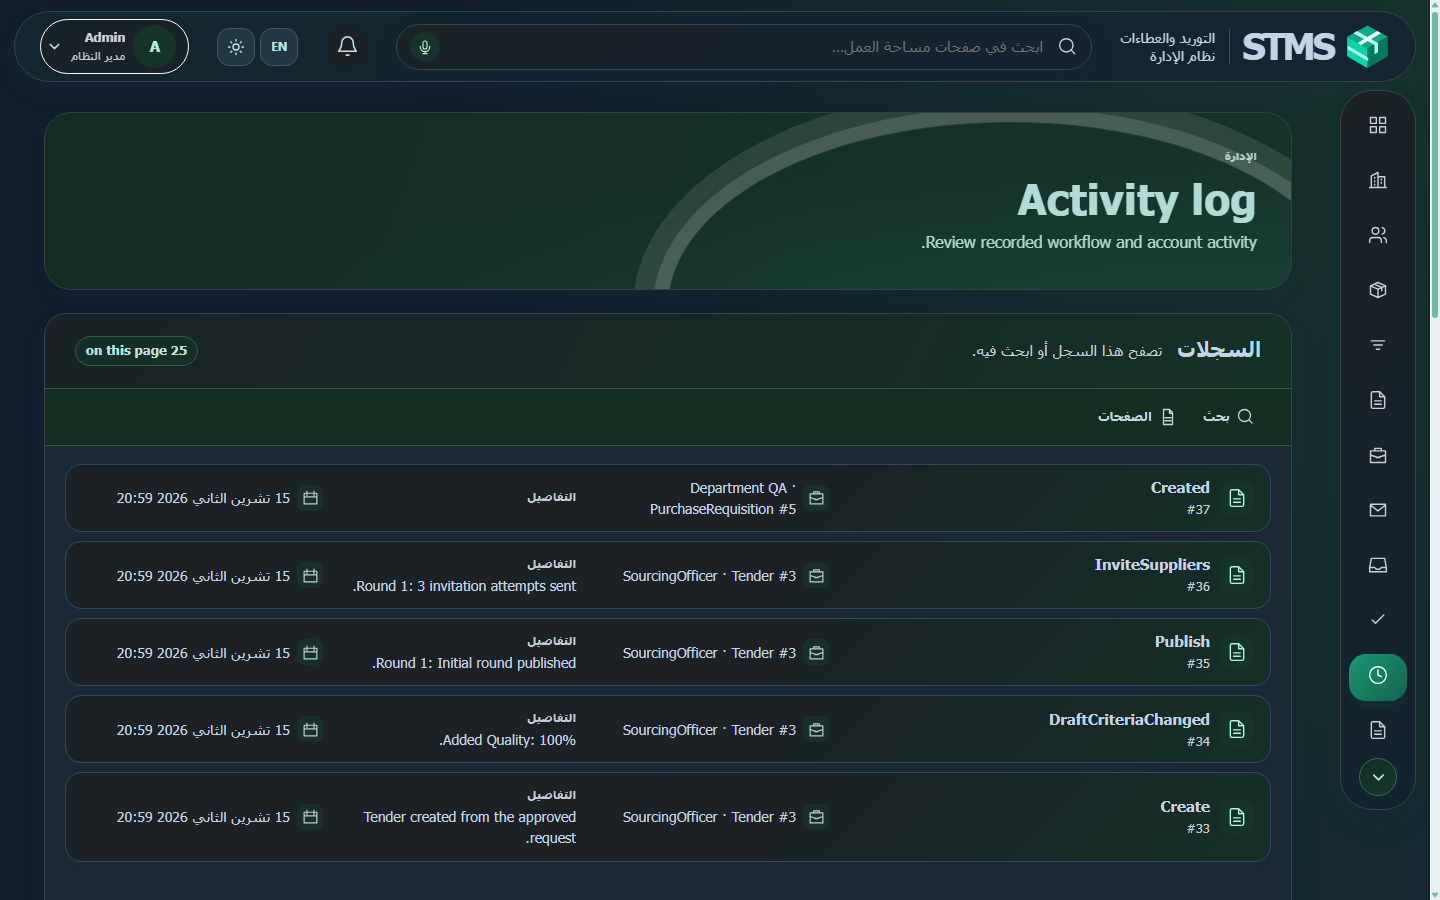 STMS
التوريد والعطاءات
نظام الإدارة
ابحث في صفحات مساحة العمل...
EN
A
Admin
مدير النظام
الإدارة
Activity log
Review recorded workflow and account activity.
السجلات
تصفح هذا السجل أو ابحث فيه.
on this page 25
بحث
الصفحات
Created
#37
Department QA ·
PurchaseRequisition #5
التفاصيل
15 تشرين الثاني 2026 20:59
InviteSuppliers
#36
SourcingOfficer · Tender #3
التفاصيل
Round 1: 3 invitation attempts sent.
15 تشرين الثاني 2026 20:59
Publish
#35
SourcingOfficer · Tender #3
التفاصيل
Round 1: Initial round published.
15 تشرين الثاني 2026 20:59
DraftCriteriaChanged
#34
SourcingOfficer · Tender #3
التفاصيل
Added Quality: 100%.
15 تشرين الثاني 2026 20:59
Create
#33
SourcingOfficer · Tender #3
التفاصيل
Tender created from the approved
request.
15 تشرين الثاني 2026 20:59